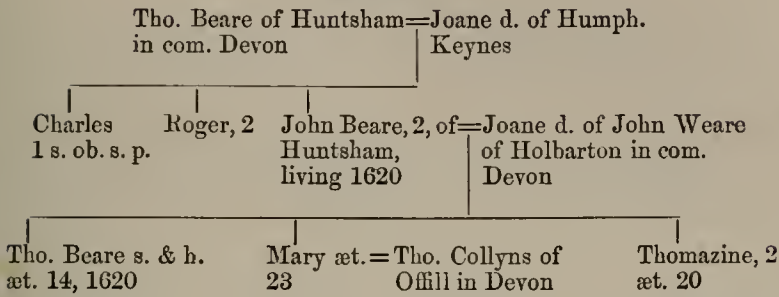 Tho. Beare of Huntsham=Joane d. of Humph.
in com. Devon Keynes
Charles Roger, 2 John Beare, 2, of=Joane d. of John Weare
1 s. ob. s. p. Huntsham, of Holbarton in com.
living 1620 Devon
Tho. Beare s. & h. Mary æt.=Tho. Collyns of Thomazine, 2
æt. 14, 1620 23 Offill in Devon æt. 20